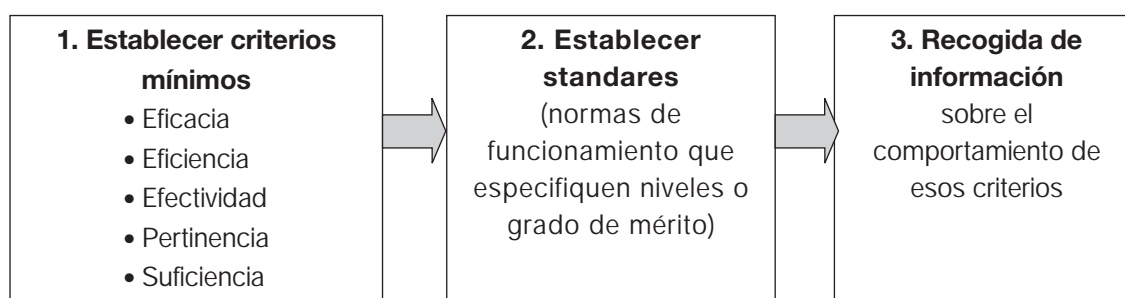 1. Establecer criterios
mínimos
• Eficacia
• Eficiencia
• Efectividad
• Pertinencia
• Suficiencia
2. Establecer
standares
(normas de
funcionamiento que
especifiquen niveles o
grado de mérito)
3. Recogida de
información
sobre el
comportamiento de
esos criterios